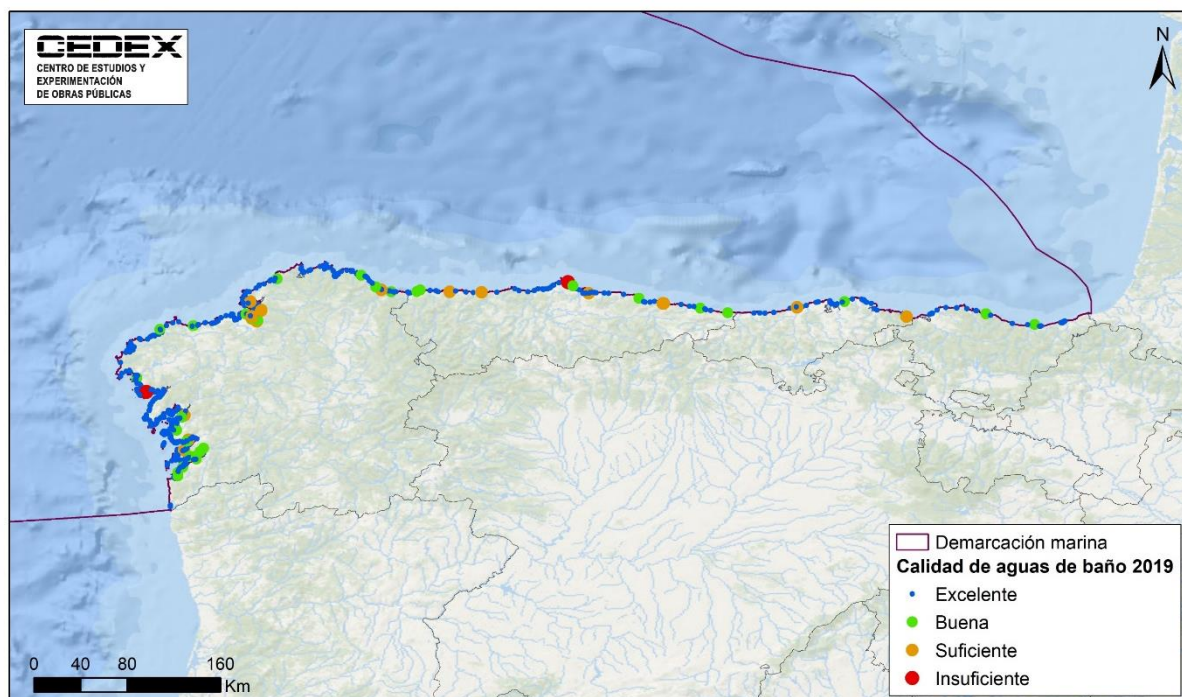 CEDEX
CENTRO DE ESTUDIOS Y
EXPERIMENTACIÓN
DE OBRAS PÚBLICAS
N
Demarcación marina
Calidad de aguas de baño 2019
Excelente
Buena
Suficiente
Insuficiente
0 40 80 160
Km